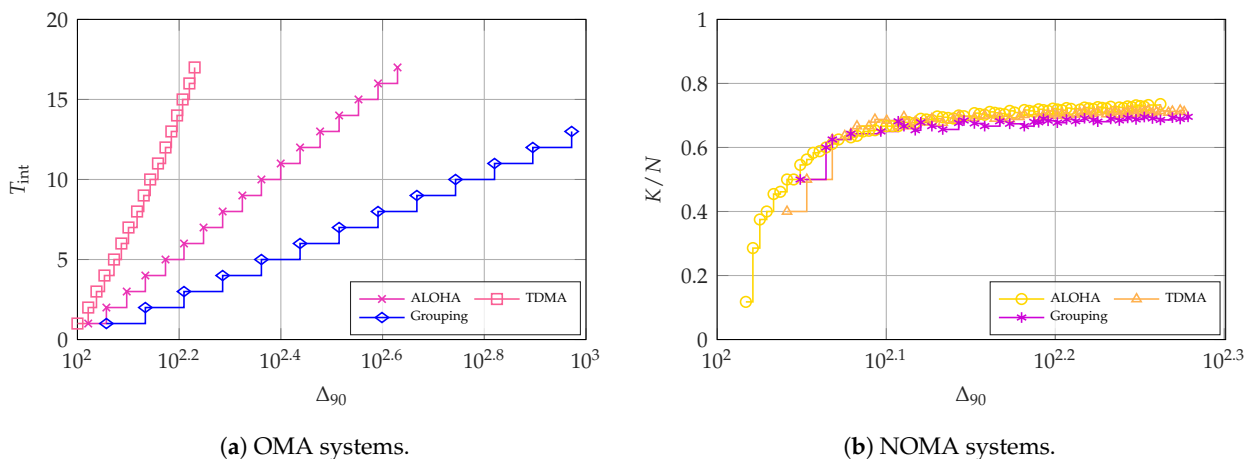 20
15
10
5
0
T_int
10^2 10^2.2 10^2.4 10^2.6 10^2.8 10^3
Δ_90
ALOHA TDMA
Grouping
(a) OMA systems.
1
0.8
0.6
0.4
0.2
0
K/N
10^2 10^2.1 10^2.2 10^2.3
Δ_90
ALOHA TDMA
Grouping
(b) NOMA systems.